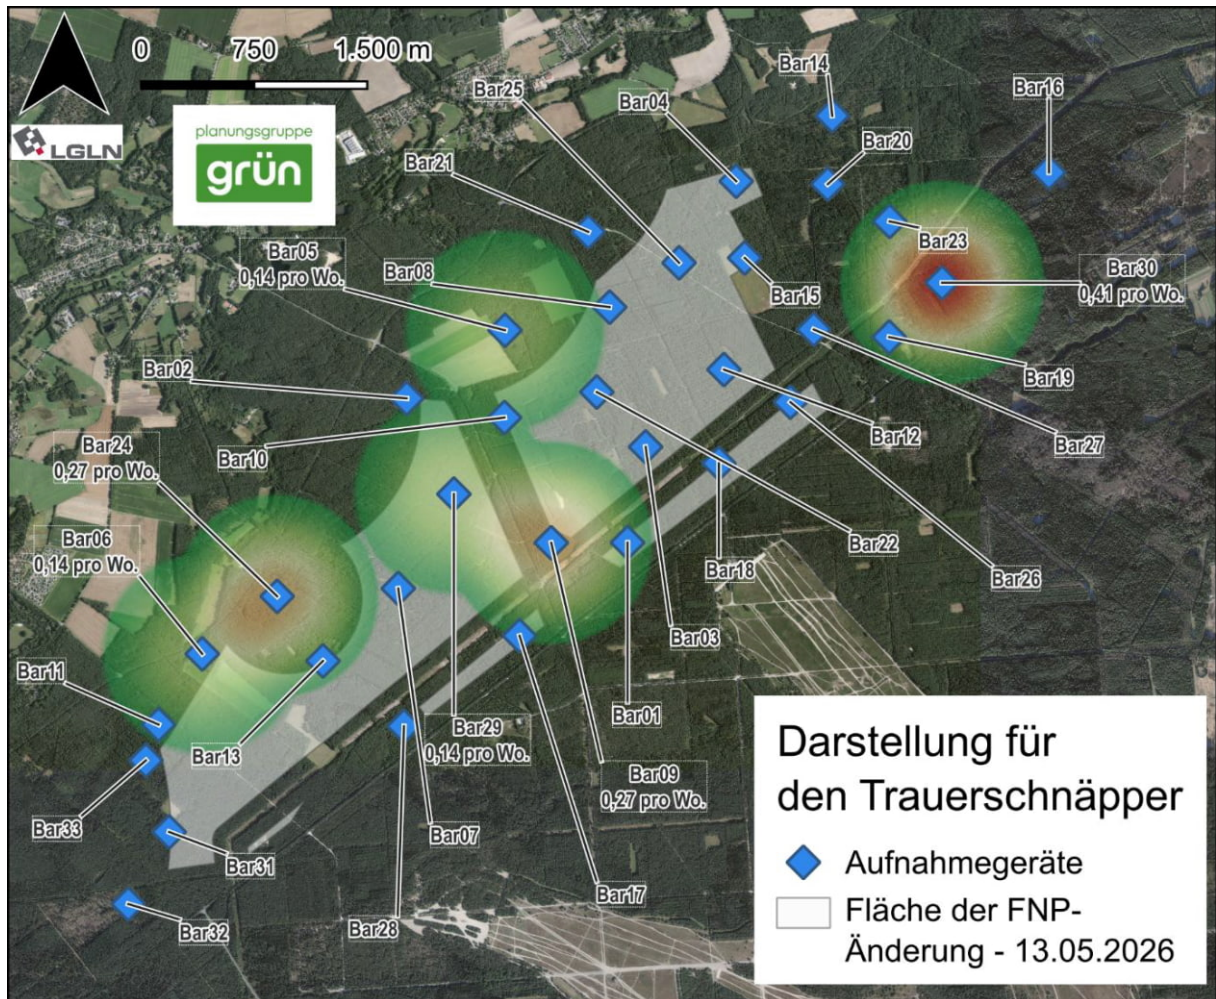 0 750 1.500 m
LGLN
planungsgruppe
grün
Bar14
Bar25
Bar04
Bar16
Bar20
Bar21
Bar05
0,14 pro Wo.
Bar08
Bar23
Bar30
0,41 pro Wo.
Bar15
Bar02
Bar19
Bar10
Bar12
Bar27
Bar24
0,27 pro Wo.
Bar06
0,14 pro Wo.
Bar22
Bar18
Bar26
Bar03
Bar11
Bar13
Bar29
0,14 pro Wo.
Bar01
Bar09
0,27 pro Wo.
Bar33
Bar31
Bar07
Bar17
Bar32
Bar28
Darstellung für
den Trauerschnäpper
Aufnahmegeräte
Fläche der FNP-
Änderung - 13.05.2026